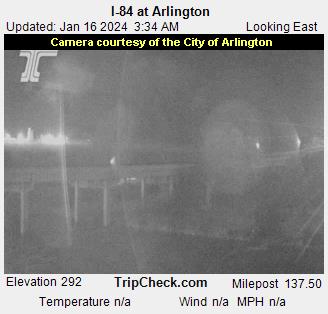 I-84 at Arlington
Updated: Jan 16 2024 3:34 AM Looking East
Camera courtesy of the City of Arlington
Elevation 292 TripCheck.com Milepost 137.50
Temperature n/a Wind n/a MPH n/a